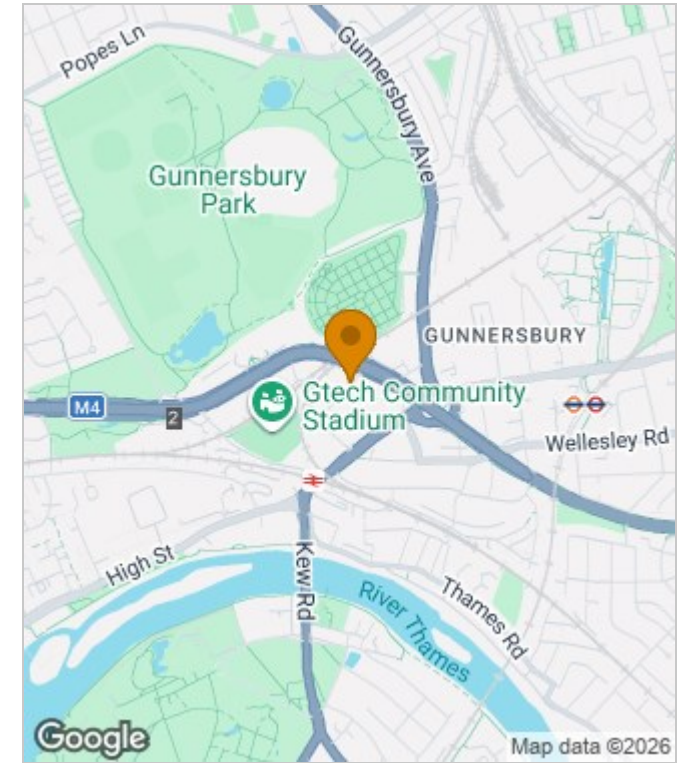 Popes Ln
Gunnersbury Ave
Gunnersbury
Park
GUNNERSBURY
M4
2
Gtech Community
Stadium
Wellesley Rd
High St
Kew Rd
River Thames
Thames Rd
Google
Map data ©2026